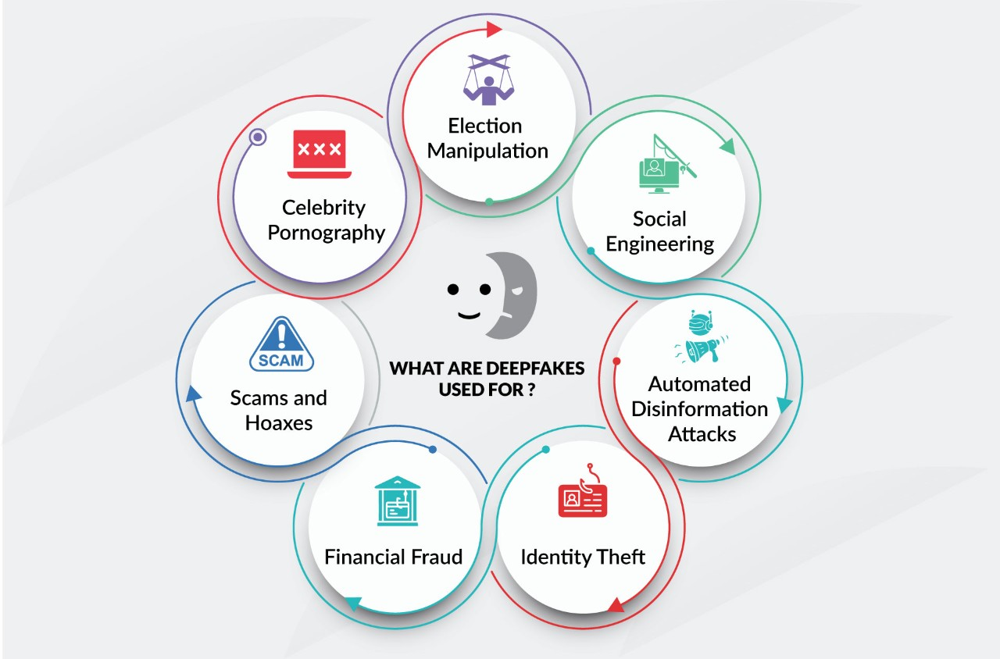 Election
Manipulation
XXX
Celebrity
Pornography
Social
Engineering
SCAM
Scams and
Hoaxes
WHAT ARE DEEPFAKES
USED FOR ?
Automated
Disinformation
Attacks
Financial Fraud
Identity Theft